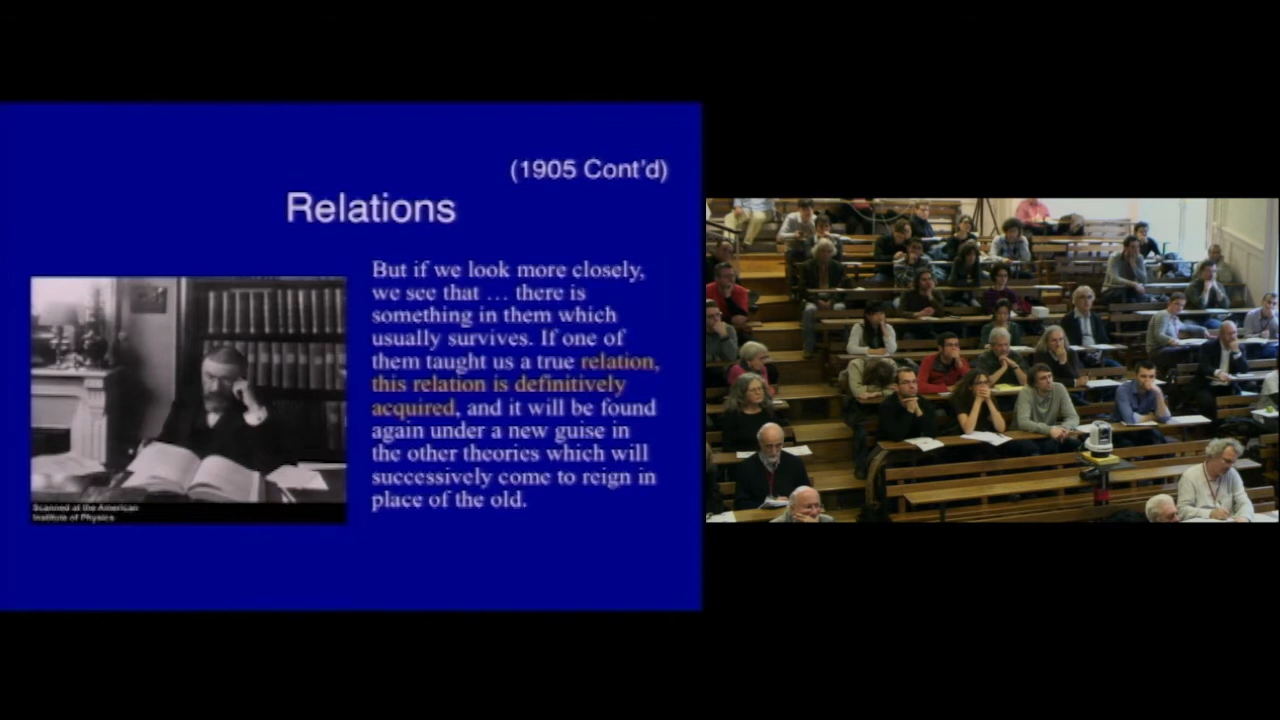 (1905 Cont'd)
Relations
But if we look more closely,
we see that … there is
something in them which
usually survives. If one of
them taught us a true relation,
this relation is definitively
acquired, and it will be found
again under a new guise in
the other theories which will
successively come to reign in
place of the old.
Scanned at the American
Institute of Physics